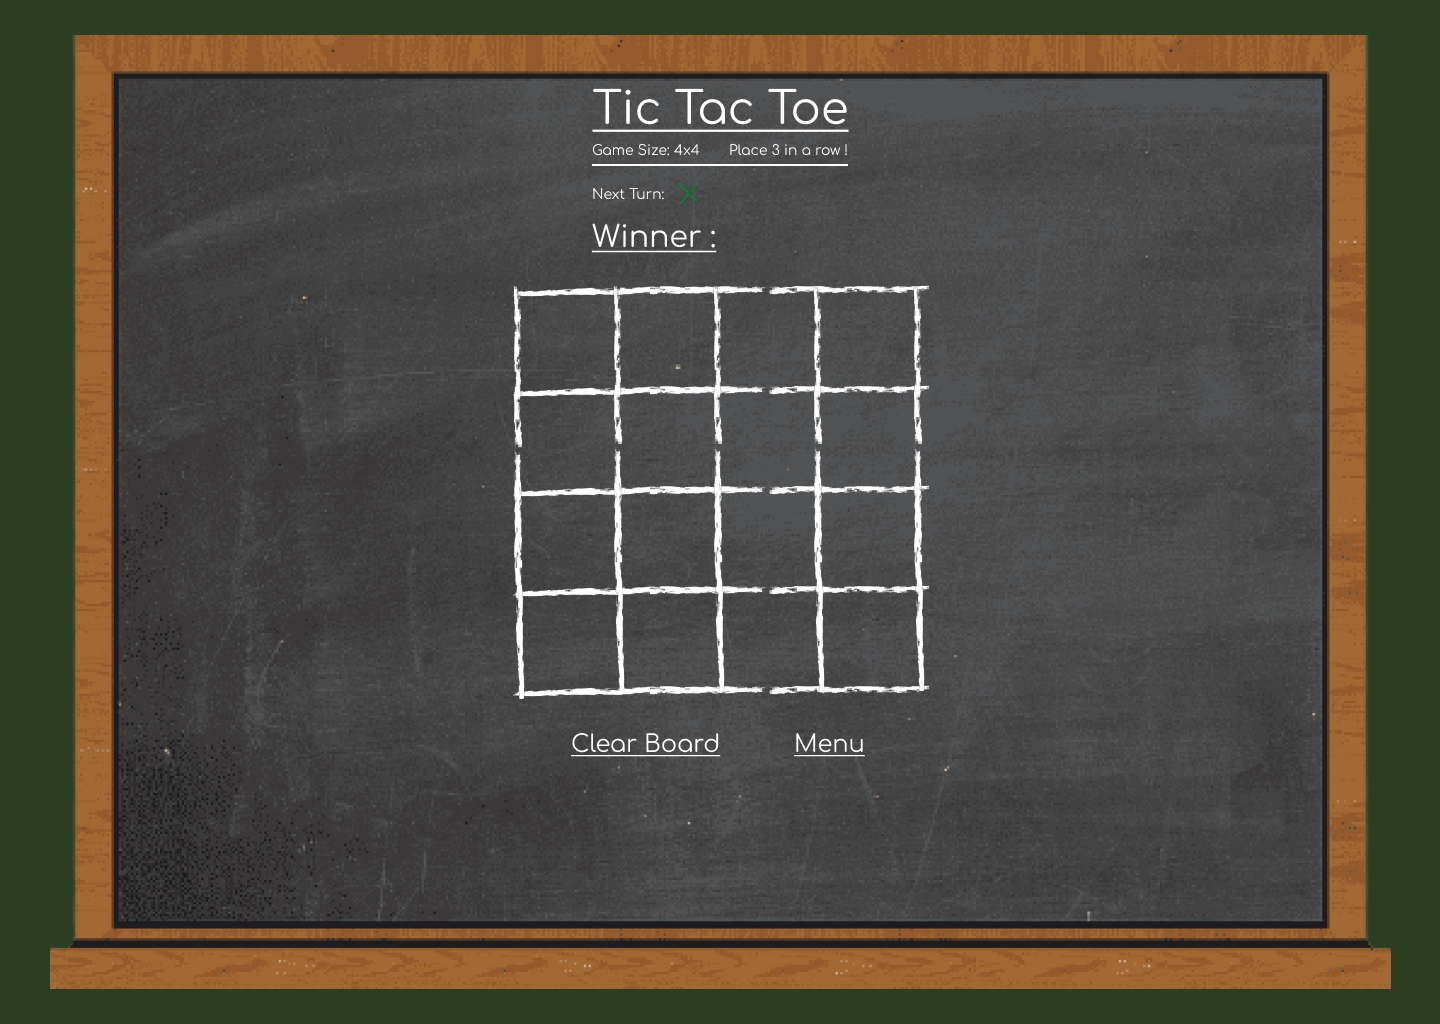 Tic Tac Toe
Game Size: 4x4 Place 3 in a row !
Next Turn:
Winner :
Clear Board Menu